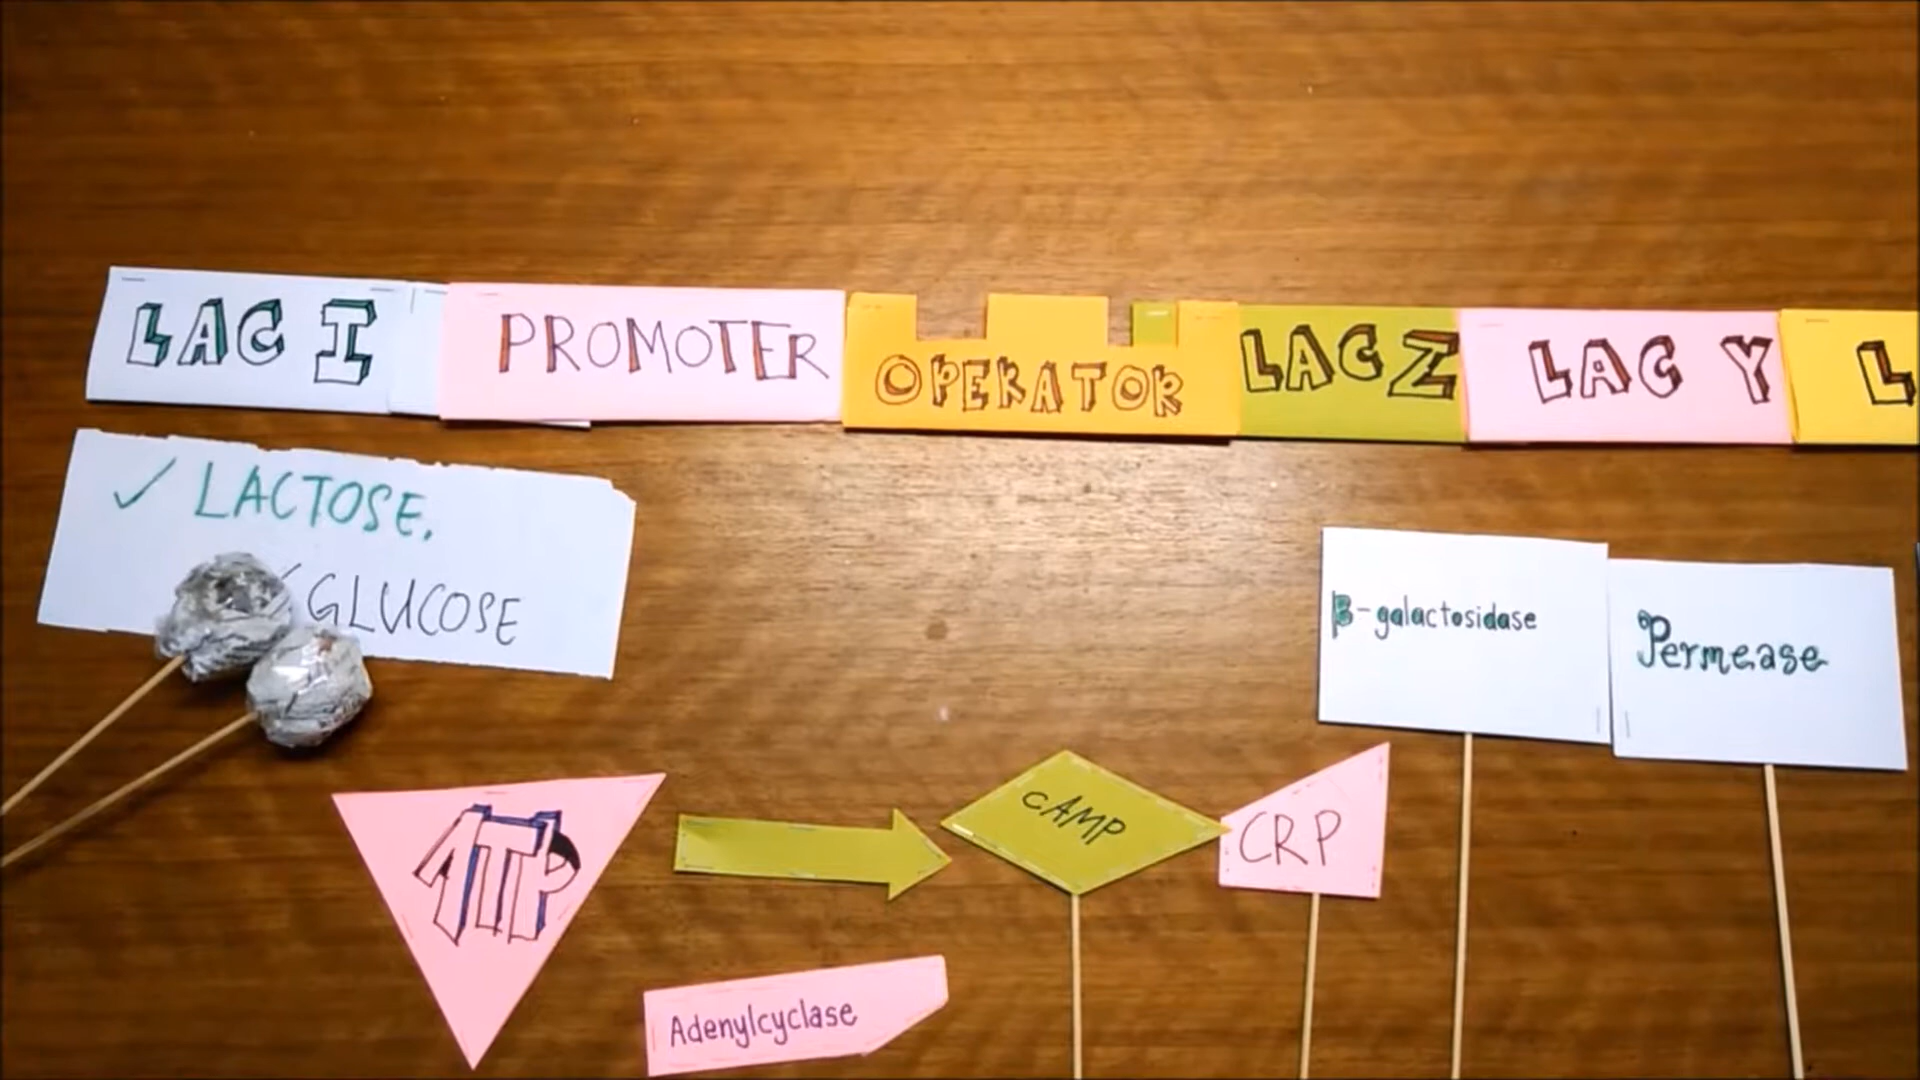 LAC I PROMOTER OPERATOR LAC Z LAC Y L
✓ LACTOSE,
GLUCOSE
β-galactosidase
Permease
ATP
cAMP
CRP
Adenylcyclase